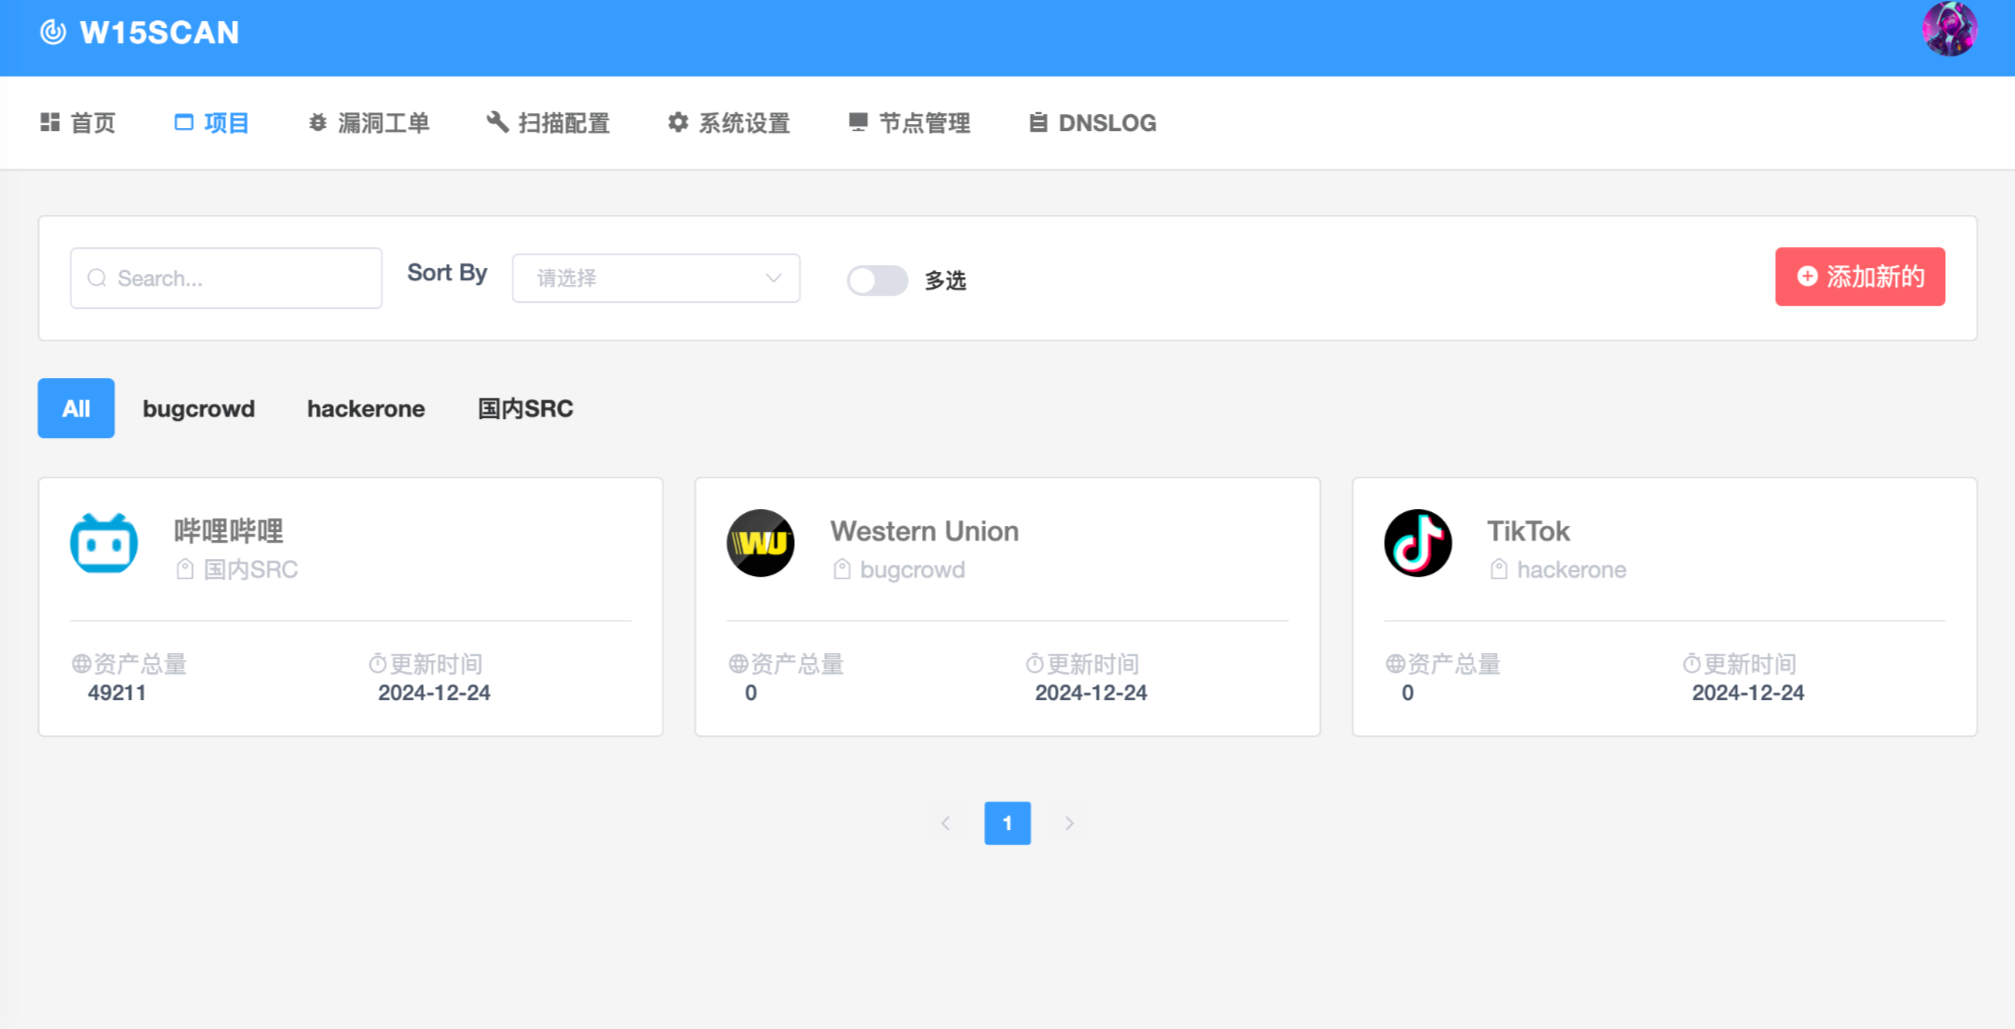 W15SCAN
首页 项目 漏洞工单 扫描配置 系统设置 节点管理 DNSLOG
Search... Sort By 请选择 多选 添加新的
All bugcrowd hackerone 国内SRC
哔哩哔哩
国内SRC
资产总量 更新时间
49211 2024-12-24
WU
Western Union
bugcrowd
资产总量 更新时间
0 2024-12-24
TikTok
hackerone
资产总量 更新时间
0 2024-12-24
1